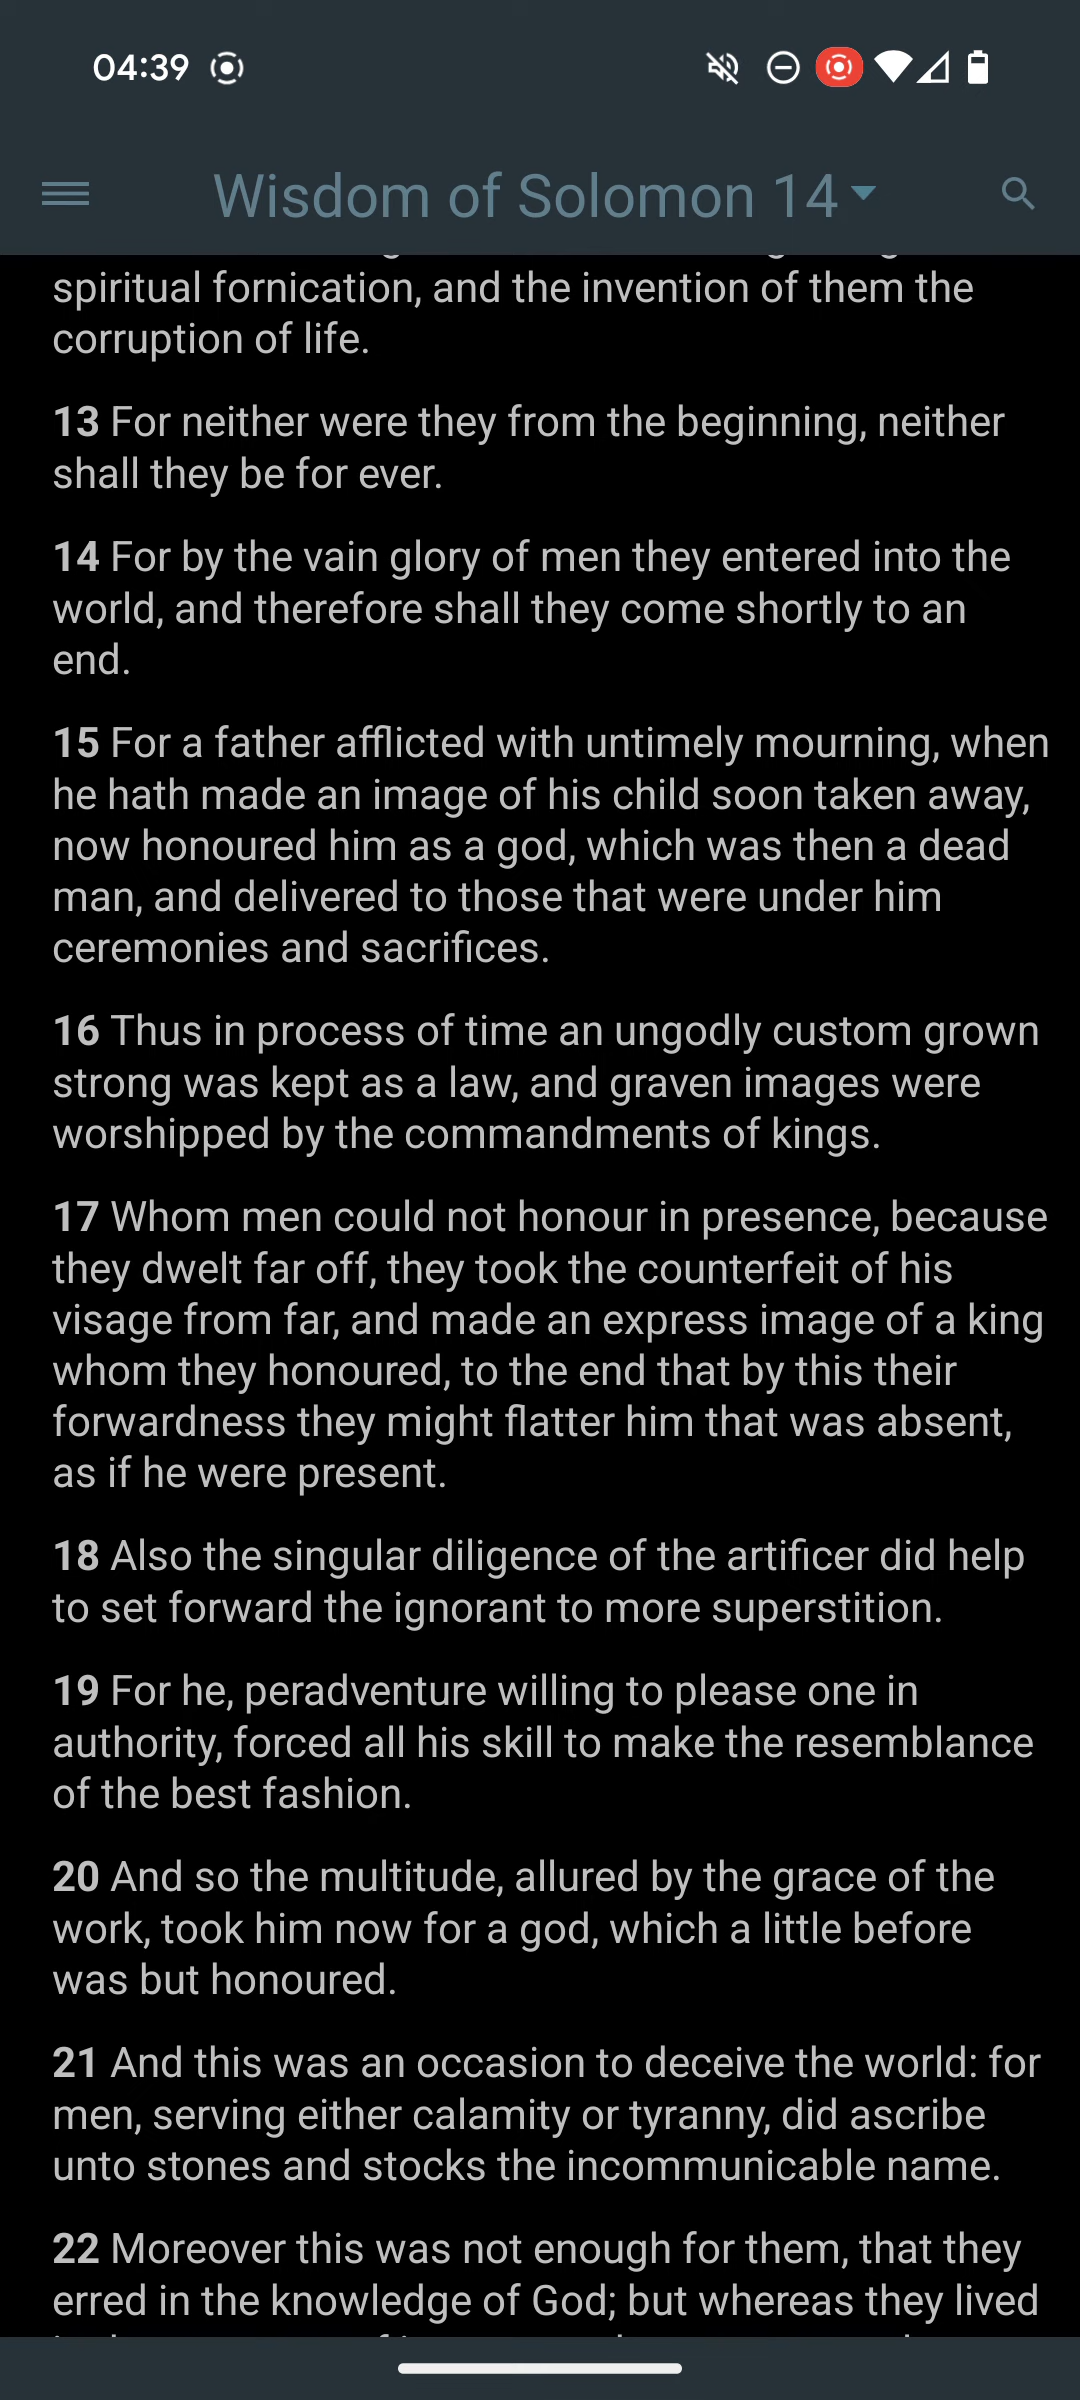 04:39
Wisdom of Solomon 14
spiritual fornication, and the invention of them the
corruption of life.
13 For neither were they from the beginning, neither
shall they be for ever.
14 For by the vain glory of men they entered into the
world, and therefore shall they come shortly to an
end.
15 For a father afflicted with untimely mourning, when
he hath made an image of his child soon taken away,
now honoured him as a god, which was then a dead
man, and delivered to those that were under him
ceremonies and sacrifices.
16 Thus in process of time an ungodly custom grown
strong was kept as a law, and graven images were
worshipped by the commandments of kings.
17 Whom men could not honour in presence, because
they dwelt far off, they took the counterfeit of his
visage from far, and made an express image of a king
whom they honoured, to the end that by this their
forwardness they might flatter him that was absent,
as if he were present.
18 Also the singular diligence of the artificer did help
to set forward the ignorant to more superstition.
19 For he, peradventure willing to please one in
authority, forced all his skill to make the resemblance
of the best fashion.
20 And so the multitude, allured by the grace of the
work, took him now for a god, which a little before
was but honoured.
21 And this was an occasion to deceive the world: for
men, serving either calamity or tyranny, did ascribe
unto stones and stocks the incommunicable name.
22 Moreover this was not enough for them, that they
erred in the knowledge of God; but whereas they lived